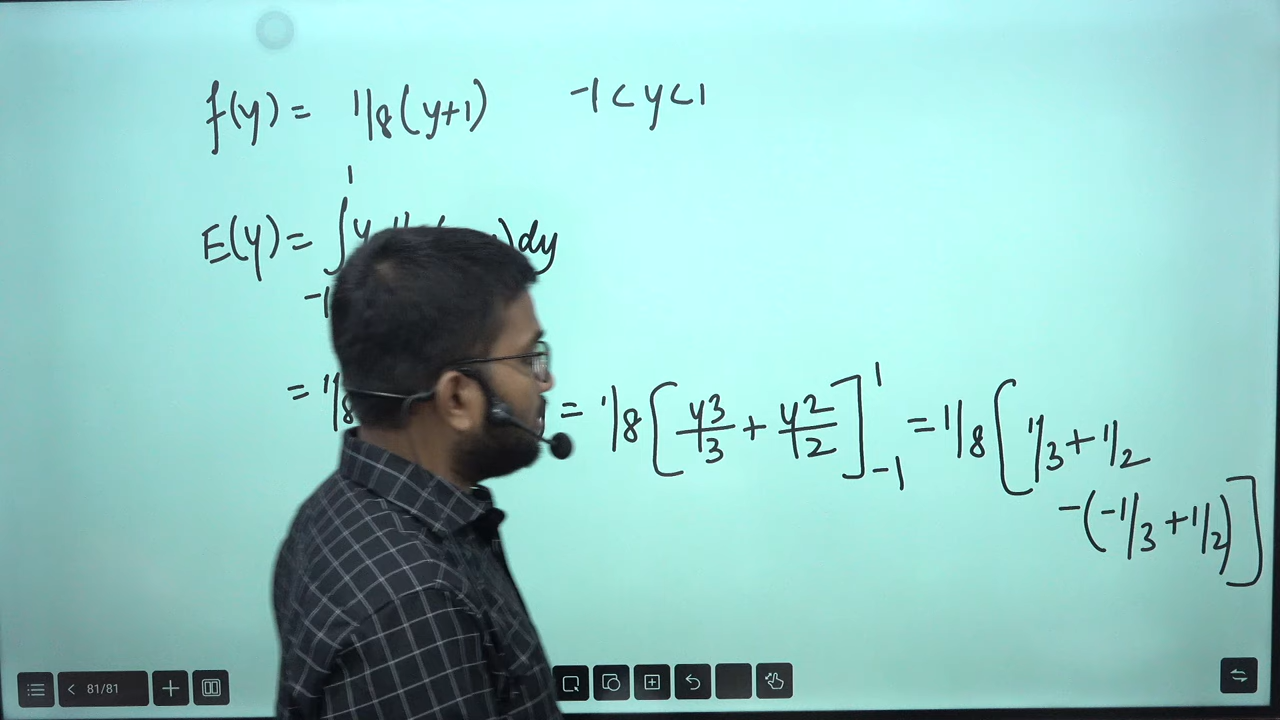 f(y) = 1/8(y+1) -1<y<1
1
E(y) = ∫ )dy
-1
= 1/8 = 1/8[y3/3 + y2/2] 1 -1 = 1/8[1/3+1/2
-(-1/3+1/2)]
81/81